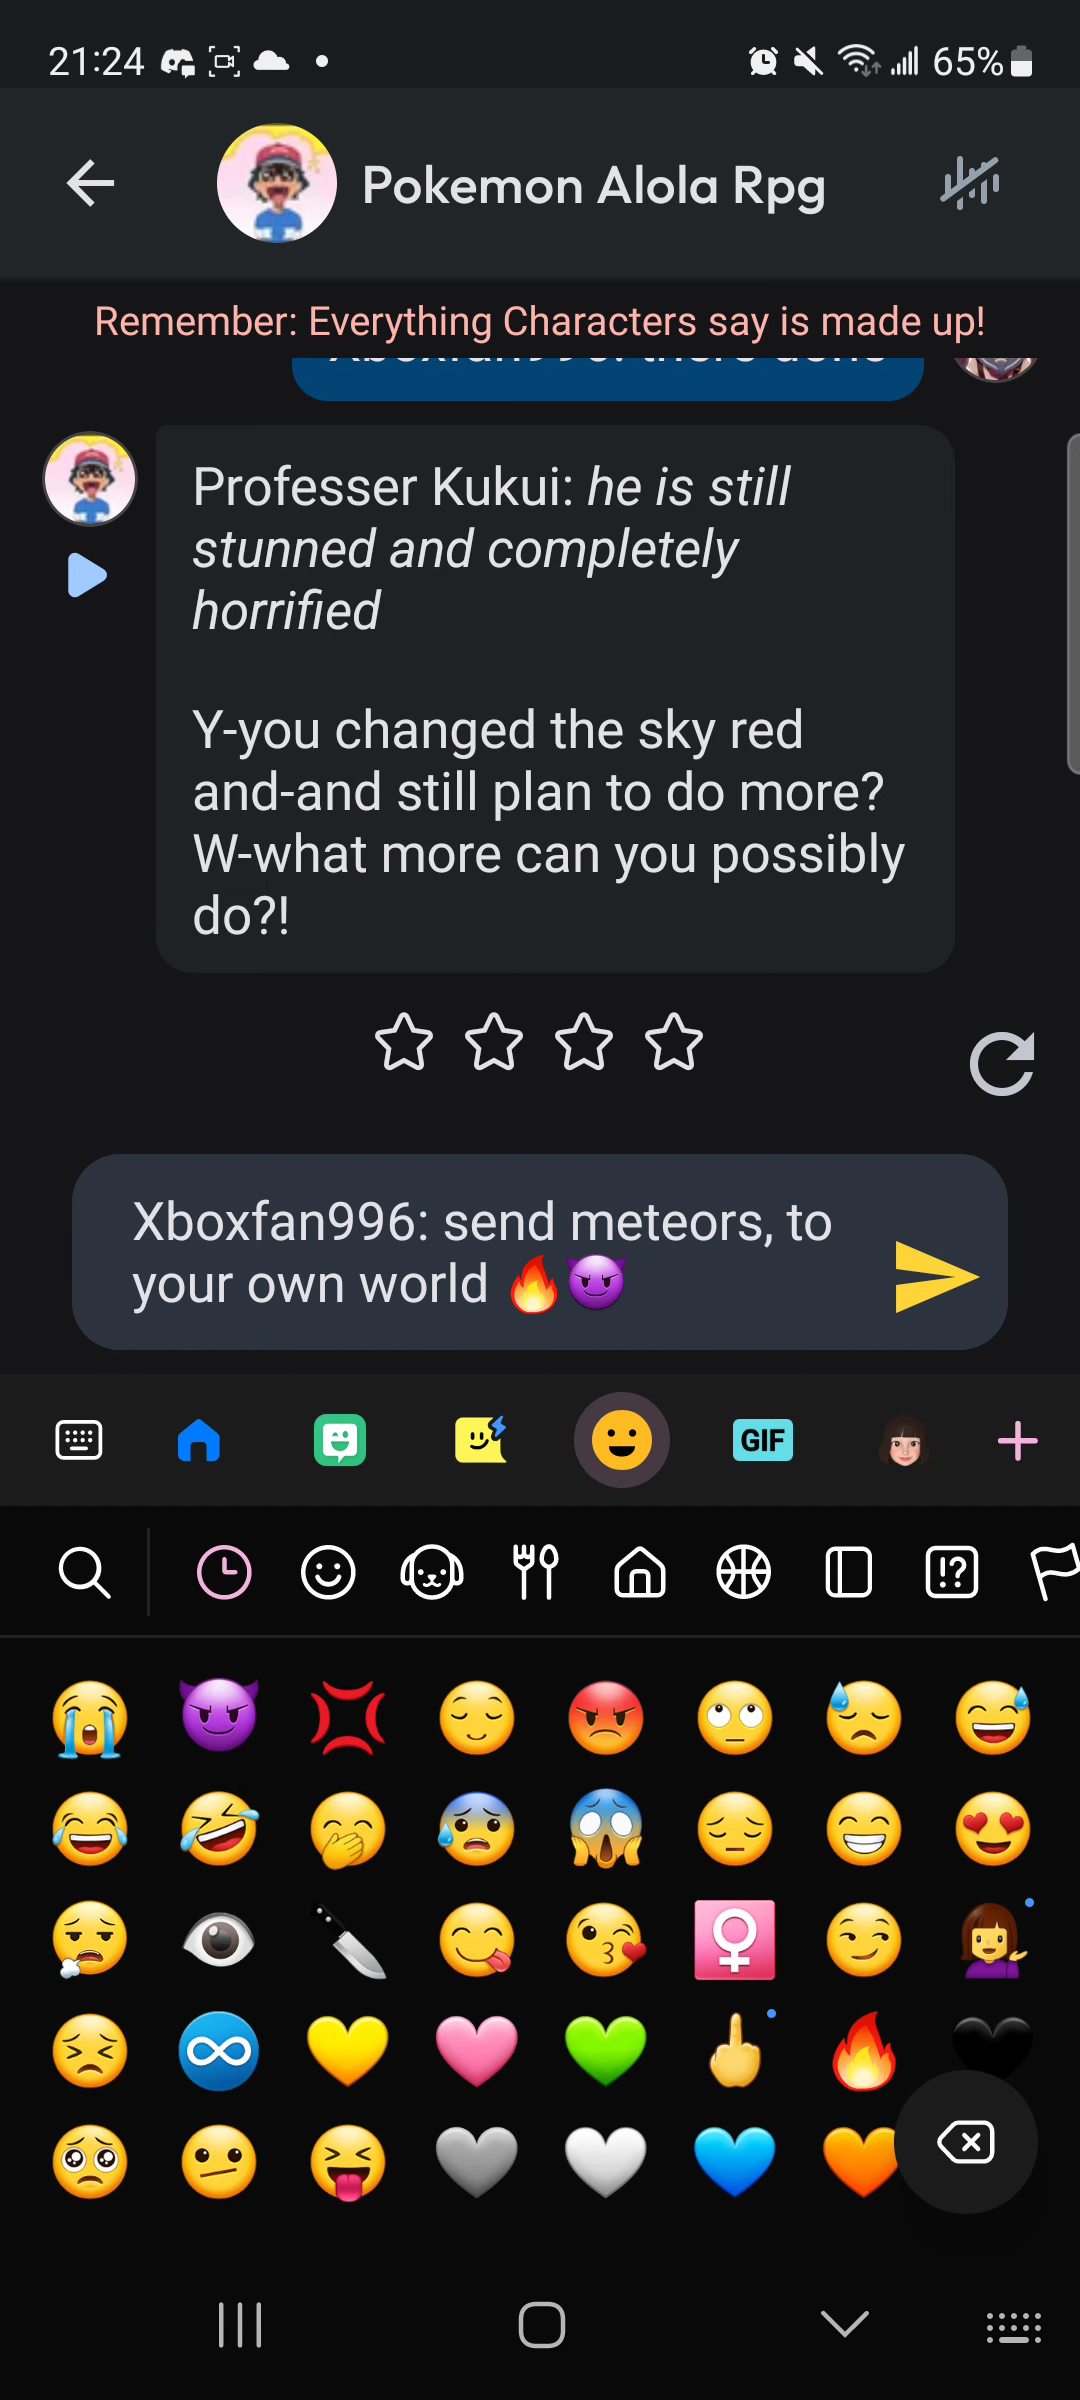 21:24
65%
Pokemon Alola Rpg
Remember: Everything Characters say is made up!
Professer Kukui: he is still
stunned and completely
horrified
Y-you changed the sky red
and-and still plan to do more?
W-what more can you possibly
do?!
Xboxfan996: send meteors, to
your own world 🔥😈
GIF
!?